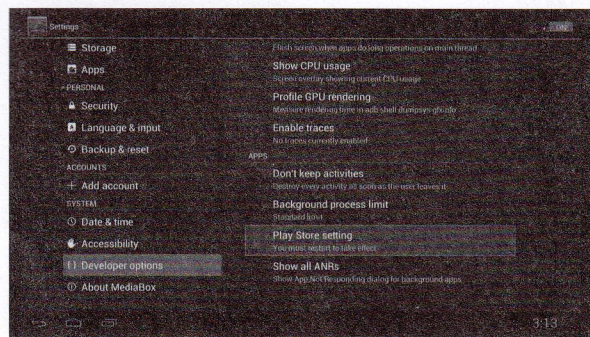 Settings
ON
Storage
Apps
PERSONAL
Security
Language & input
Backup & reset
ACCOUNTS
Add account
SYSTEM
Date & time
Accessibility
{ } Developer options
About MediaBox
Flash screen when apps do long operations on main thread
Show CPU usage
Screen overlay showing current CPU usage
Profile GPU rendering
Measure rendering time in adb shell dumpsys gfxinfo
Enable traces
No traces currently enabled
APPS
Don't keep activities
Destroy every activity as soon as the user leaves it
Background process limit
Standard limit
Play Store setting
You must restart to take effect
Show all ANRs
Show App Not Responding dialog for background apps
3:13